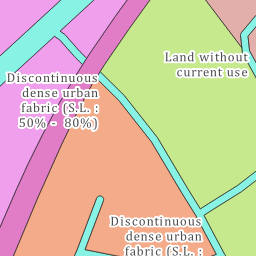 Land without
current use
Discontinuous
dense urban
fabric (S.L. :
50% - 80%)
Discontinuous
dense urban
fabric (S.L. :